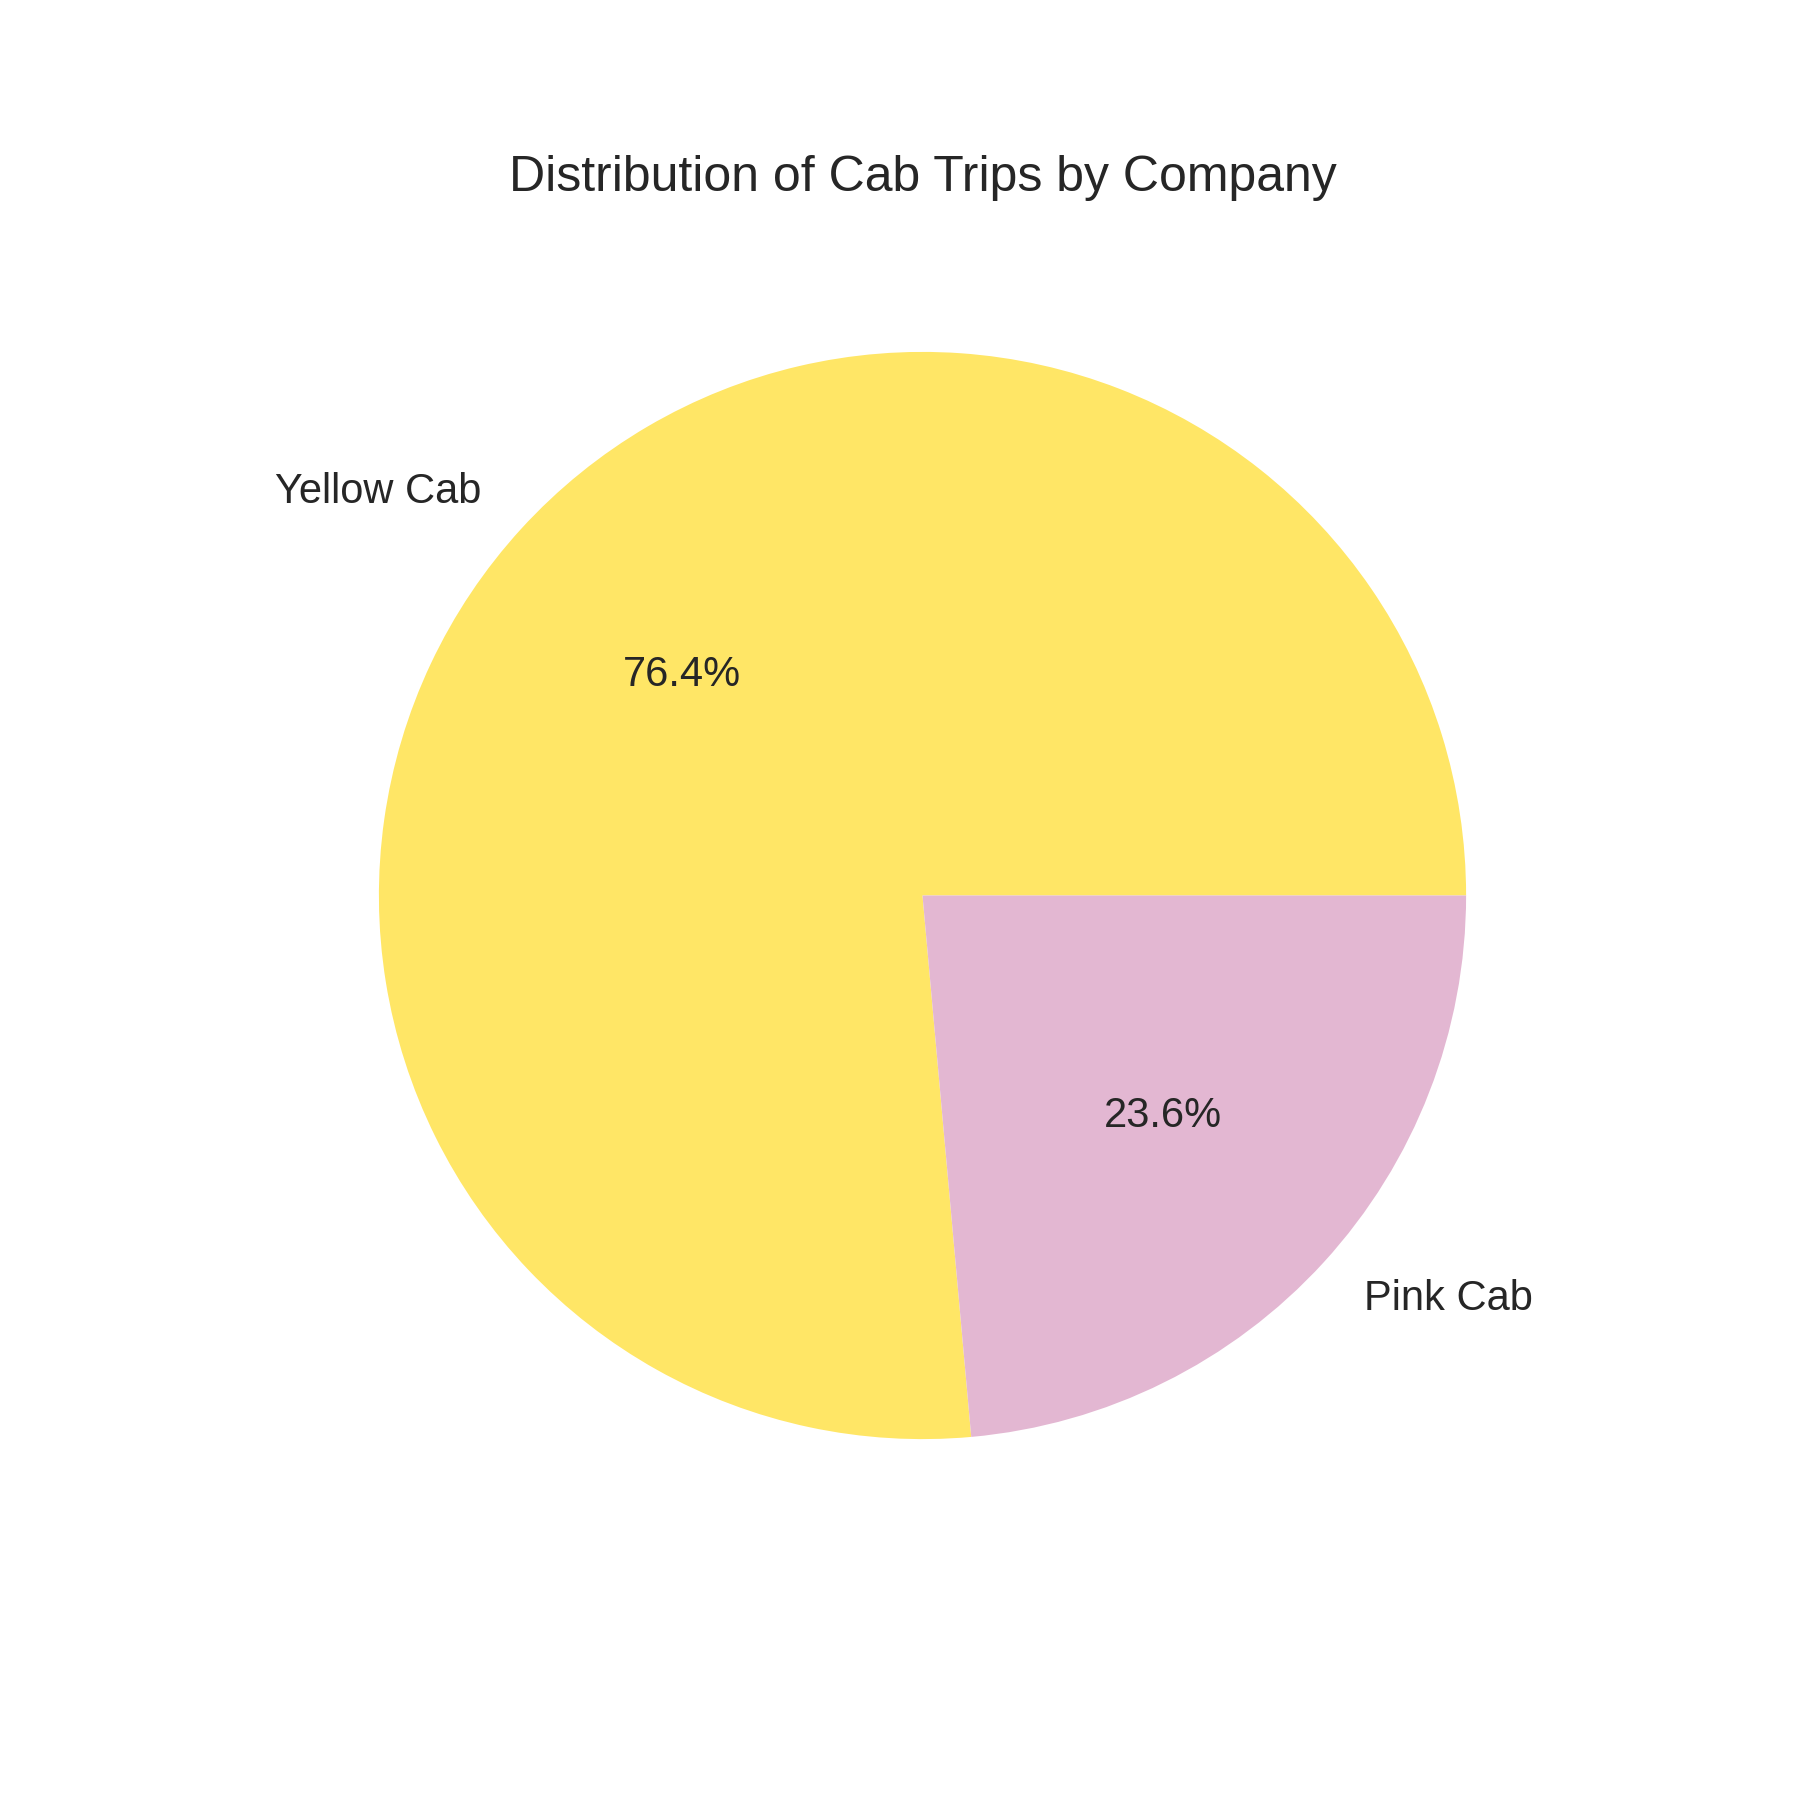 Distribution of Cab Trips by Company
Yellow Cab
76.4%
23.6%
Pink Cab